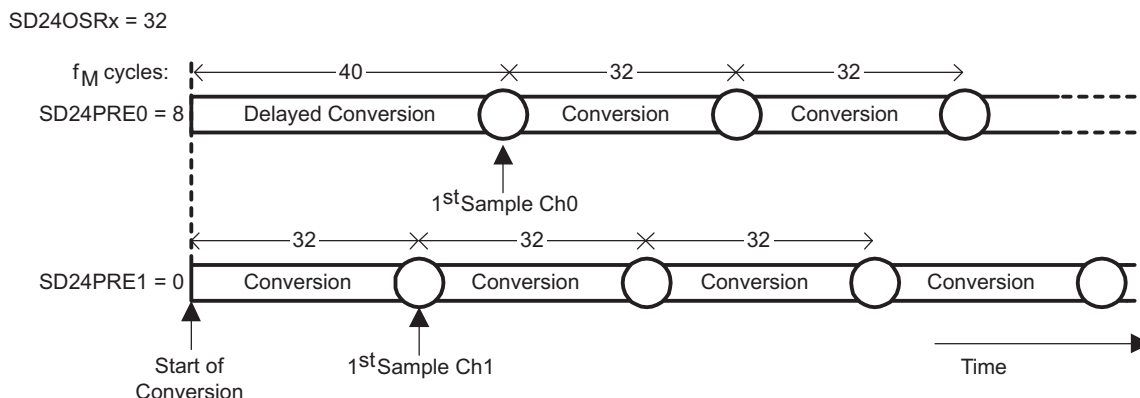 SD24OSRx = 32
fM cycles: 40 32 32
SD24PRE0 = 8 Delayed Conversion Conversion Conversion
1st Sample Ch0
32 32 32
SD24PRE1 = 0 Conversion Conversion Conversion Conversion
Start of
Conversion
1st Sample Ch1
Time